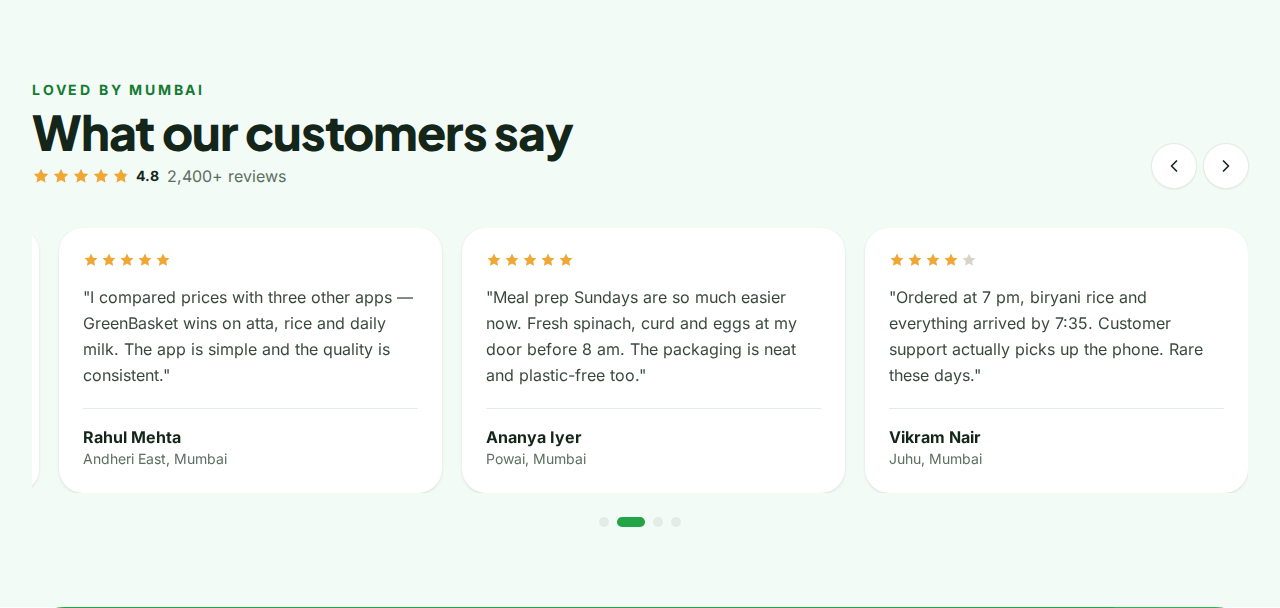 LOVED BY MUMBAI
What our customers say
4.8 2,400+ reviews
"I compared prices with three other apps —
GreenBasket wins on atta, rice and daily
milk. The app is simple and the quality is
consistent."
Rahul Mehta
Andheri East, Mumbai
"Meal prep Sundays are so much easier
now. Fresh spinach, curd and eggs at my
door before 8 am. The packaging is neat
and plastic-free too."
Ananya Iyer
Powai, Mumbai
"Ordered at 7 pm, biryani rice and
everything arrived by 7:35. Customer
support actually picks up the phone. Rare
these days."
Vikram Nair
Juhu, Mumbai